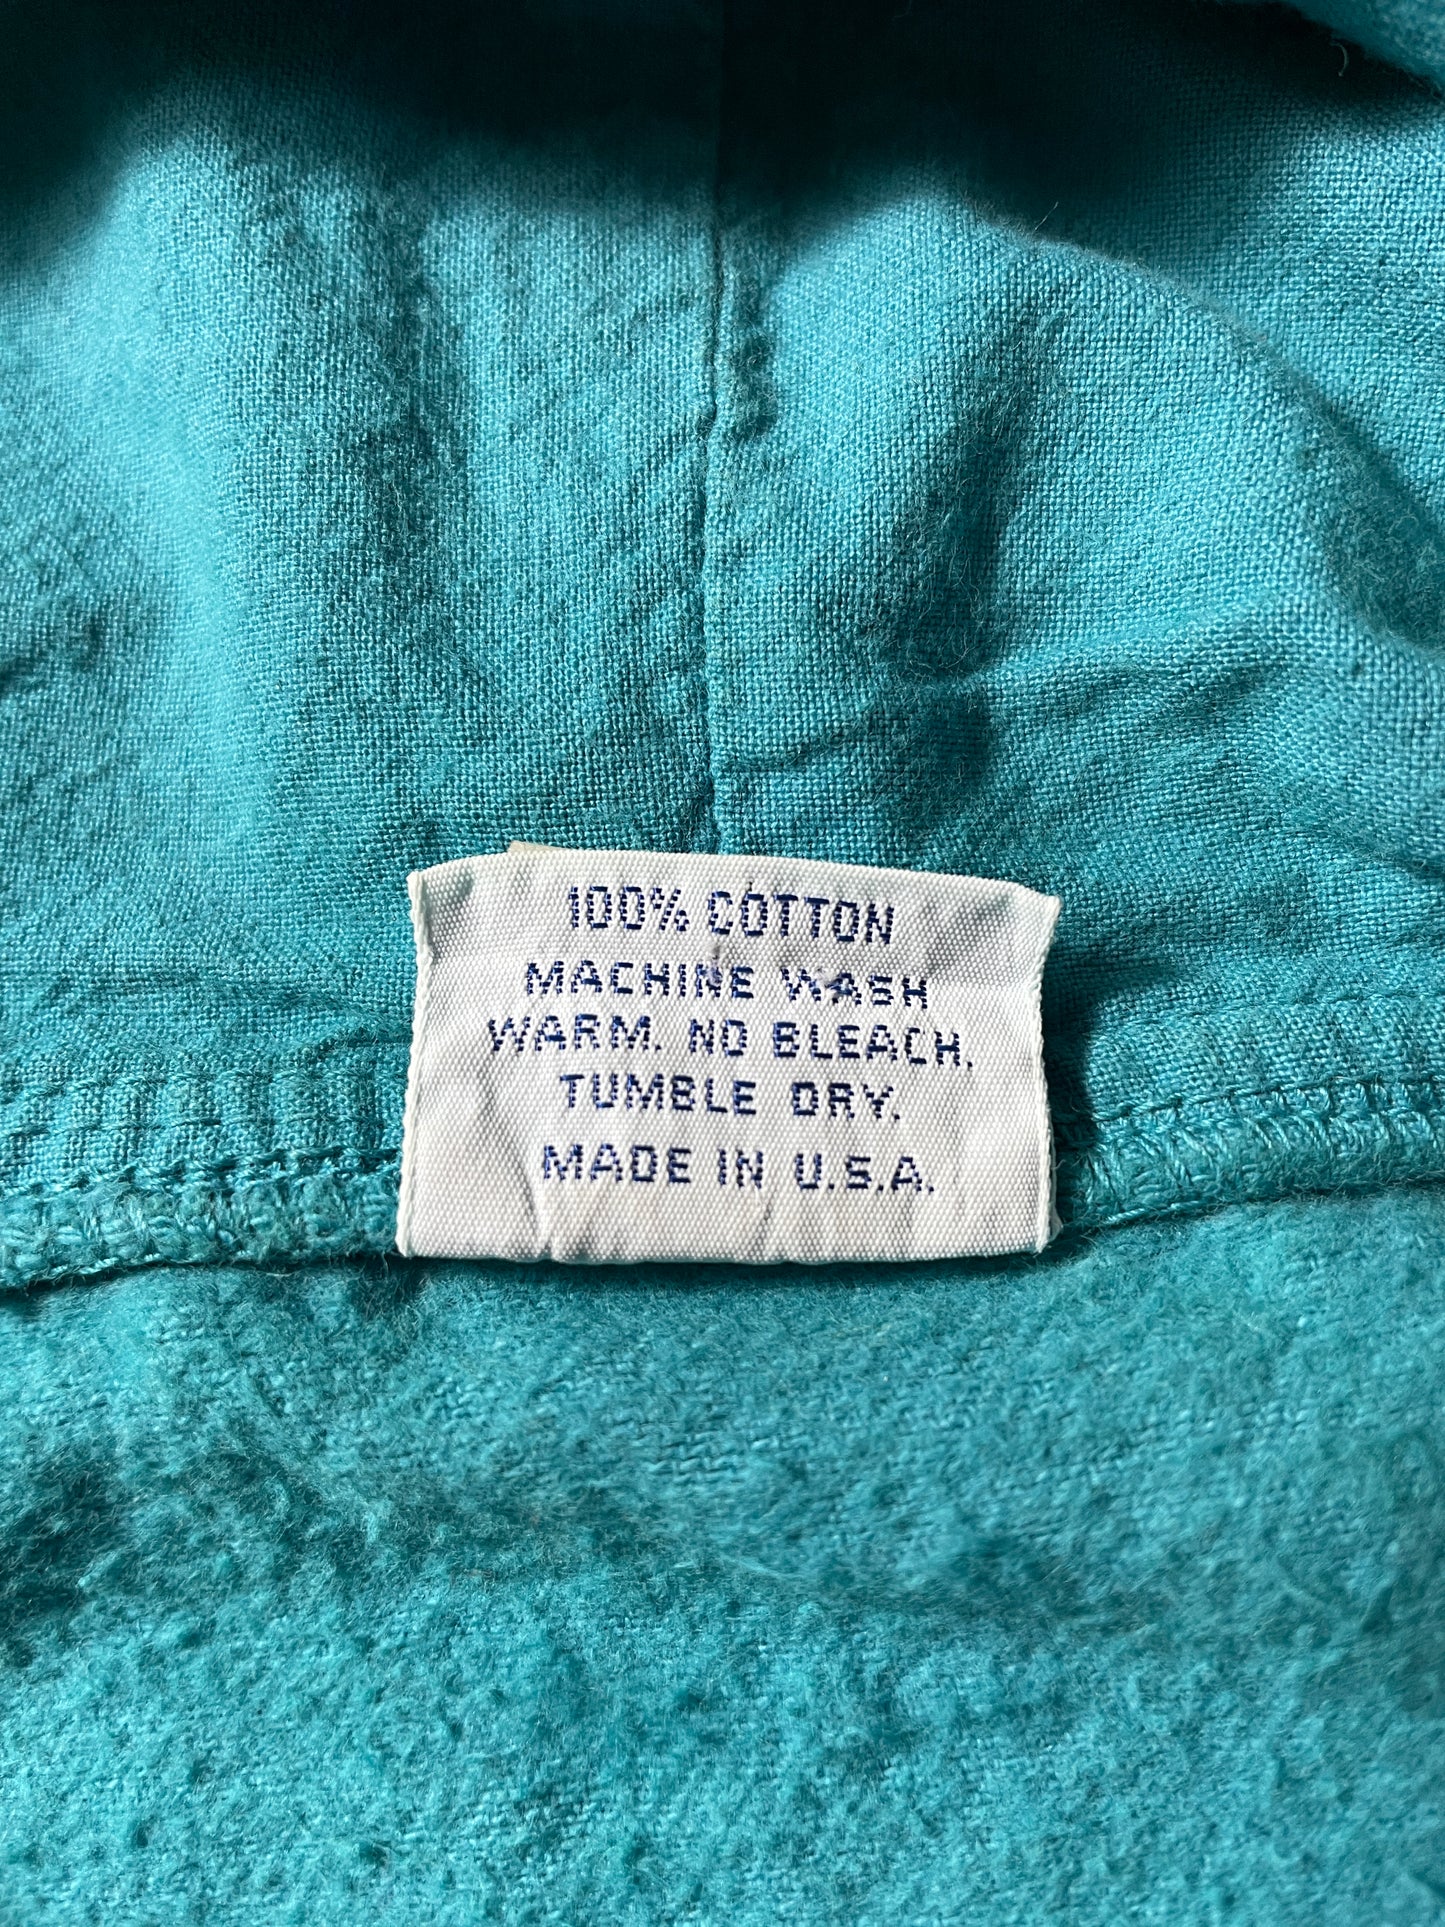 100% COTTON
MACHINE WASH
WARM. NO BLEACH.
TUMBLE DRY.
MADE IN U.S.A.